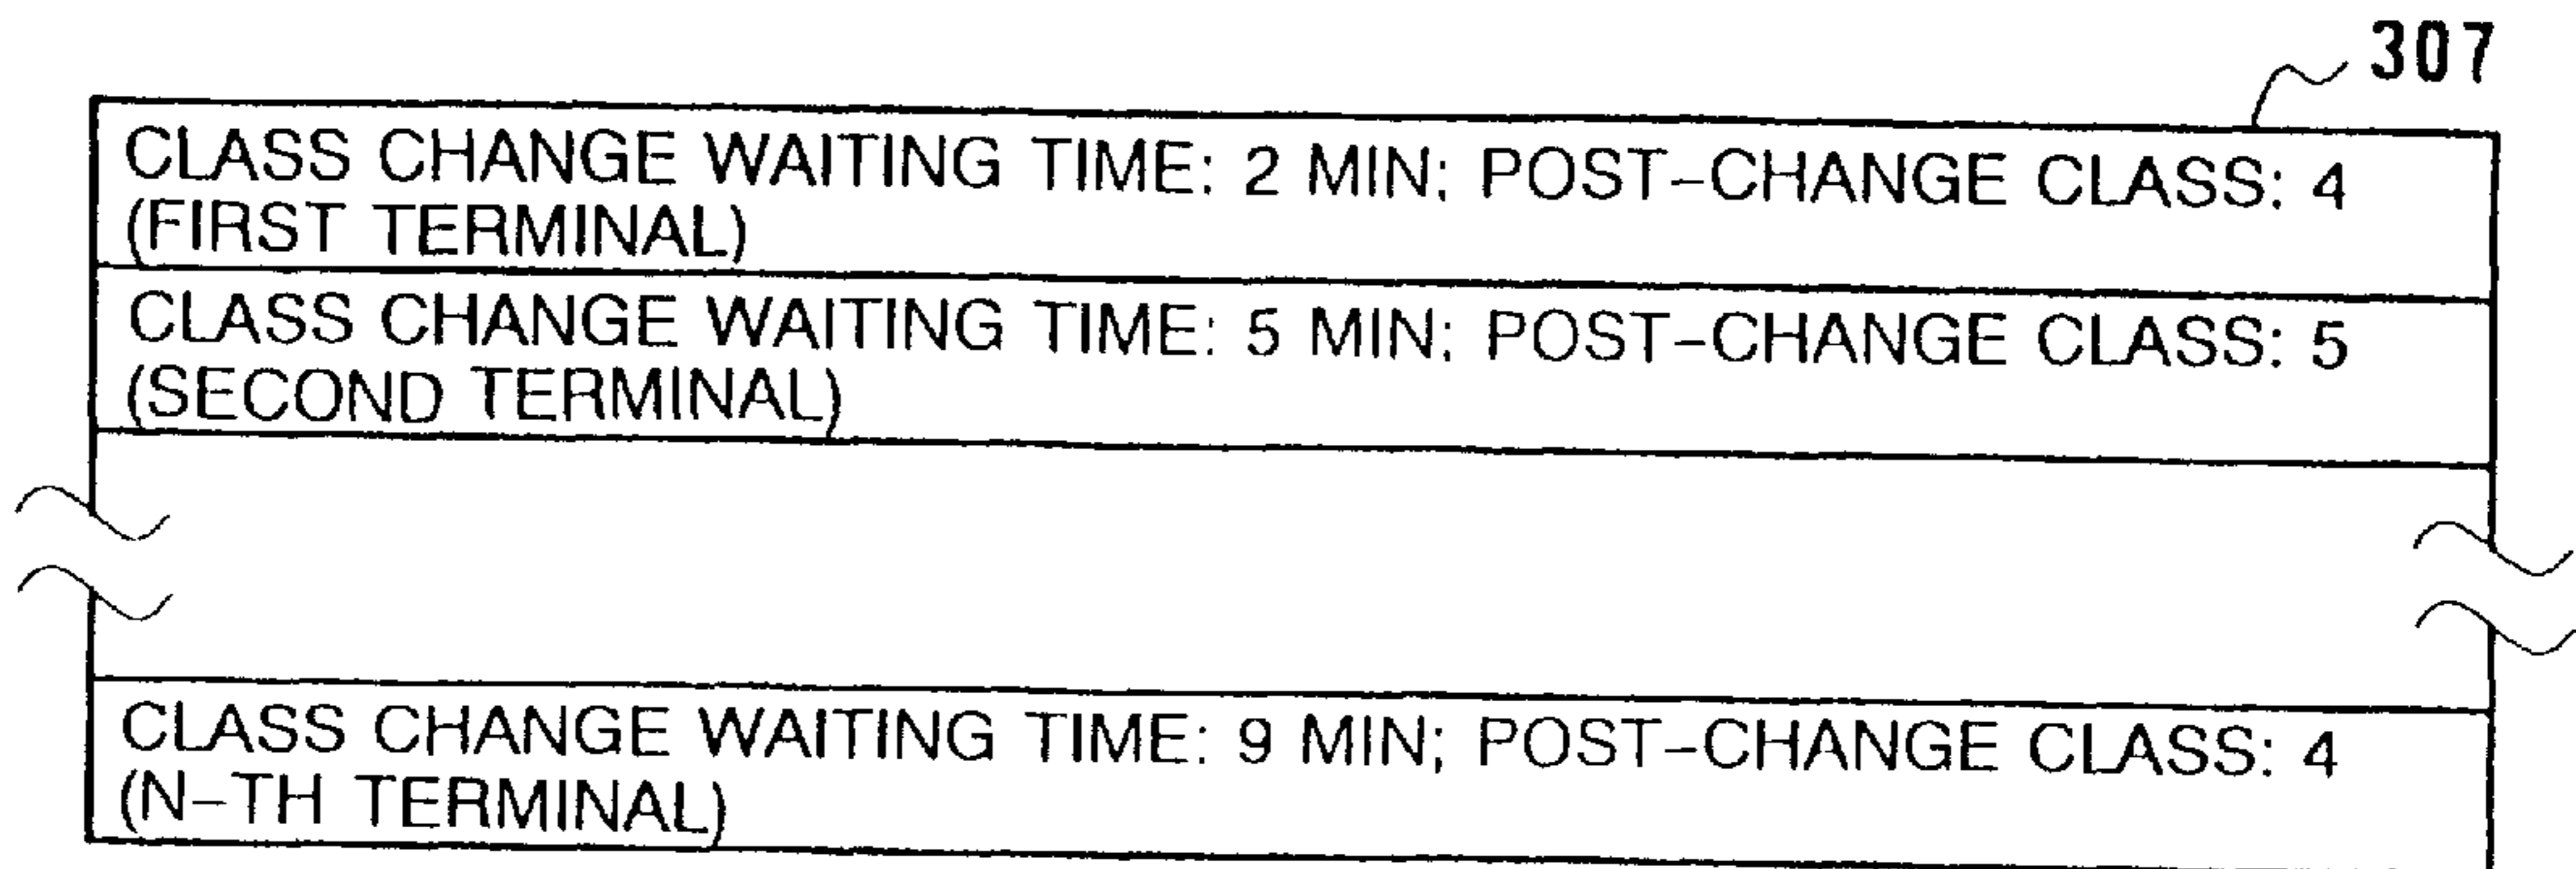 307
CLASS CHANGE WAITING TIME: 2 MIN; POST-CHANGE CLASS: 4
(FIRST TERMINAL)
CLASS CHANGE WAITING TIME: 5 MIN; POST-CHANGE CLASS: 5
(SECOND TERMINAL)
CLASS CHANGE WAITING TIME: 9 MIN; POST-CHANGE CLASS: 4
(N-TH TERMINAL)